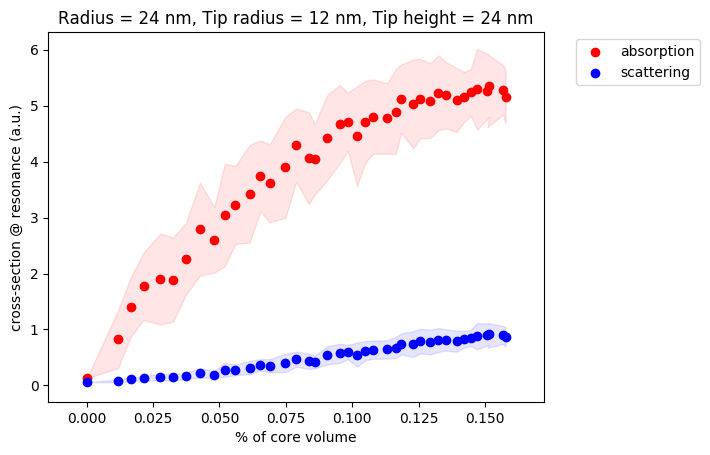 Radius = 24 nm, Tip radius = 12 nm, Tip height = 24 nm
absorption
scattering
cross-section @ resonance (a.u.)
6
5
4
3
2
1
0
0.000 0.025 0.050 0.075 0.100 0.125 0.150
% of core volume